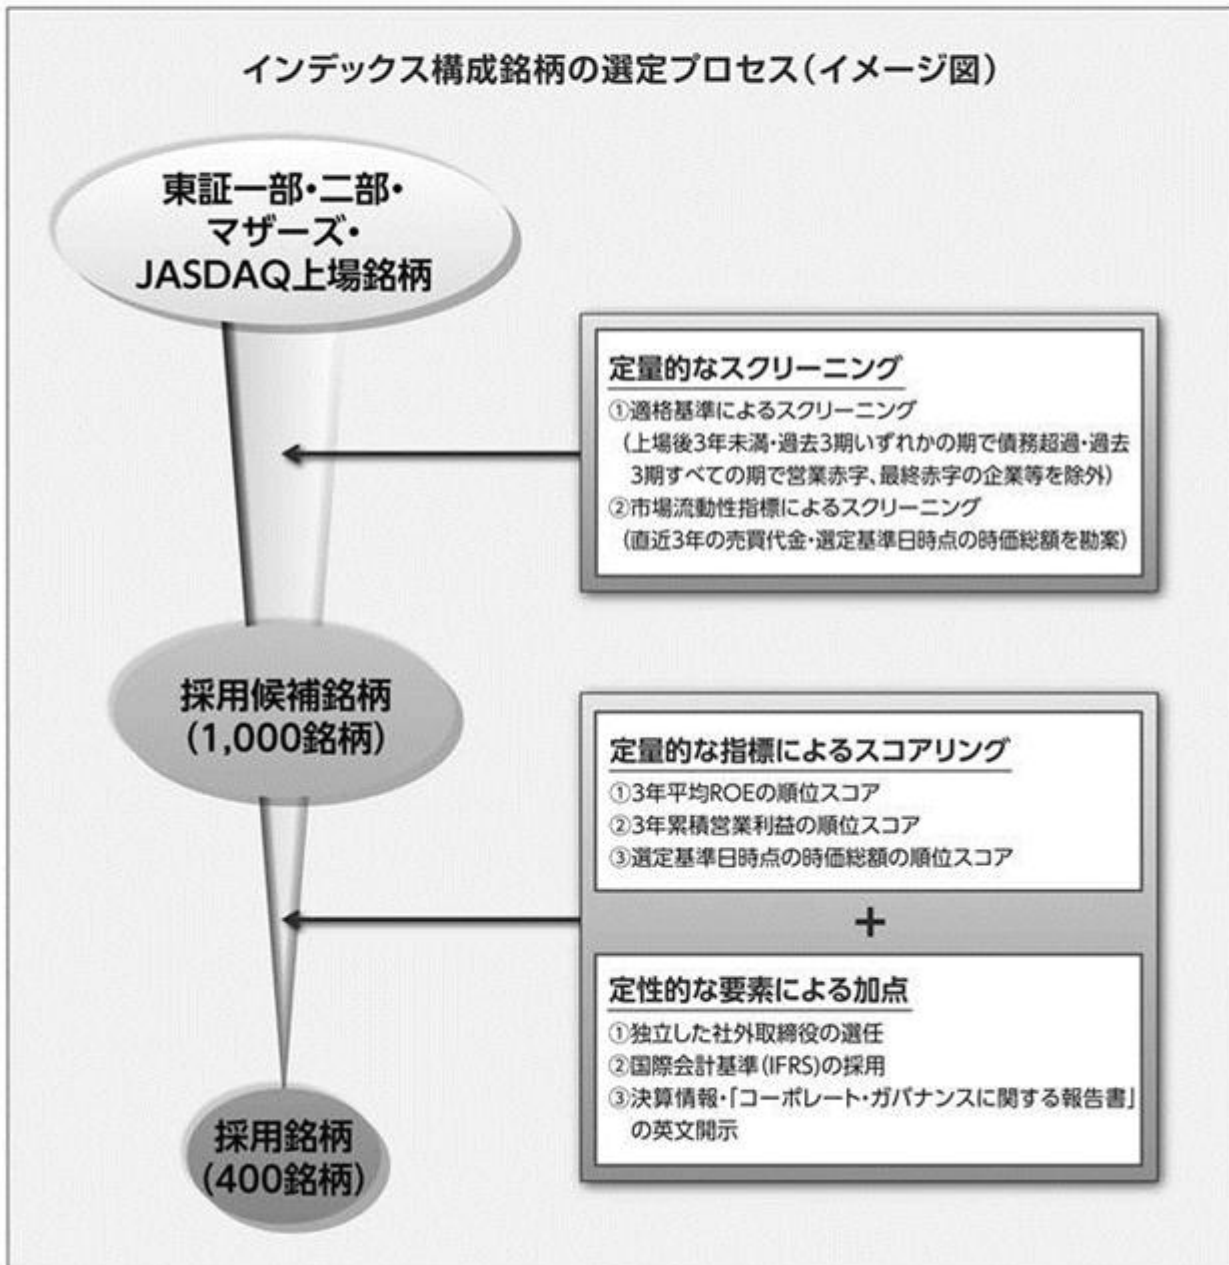 インデックス構成銘柄の選定プロセス(イメージ図)
東証一部・二部・
マザーズ・
JASDAQ上場銘柄
定量的なスクリーニング
①適格基準によるスクリーニング
(上場後3年未満・過去3期いずれかの期で債務超過・過去
3期すべての期で営業赤字、最終赤字の企業等を除外)
②市場流動性指標によるスクリーニング
(直近3年の売買代金・選定基準日時点の時価総額を勘案)
採用候補銘柄
(1,000銘柄)
定量的な指標によるスコアリング
①3年平均ROEの順位スコア
②3年累積営業利益の順位スコア
③選定基準日時点の時価総額の順位スコア
+
定性的な要素による加点
①独立した社外取締役の選任
②国際会計基準(IFRS)の採用
③決算情報・「コーポレート・ガバナンスに関する報告書」
の英文開示
採用銘柄
(400銘柄)